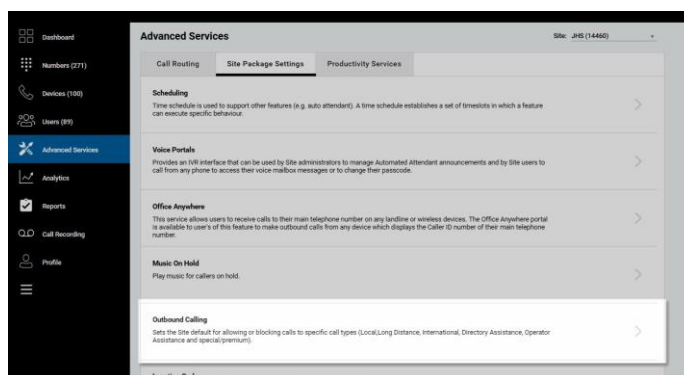 Advanced Services
Site: JHS (14460)
Dashboard
Numbers (271)
Devices (100)
Users (89)
Advanced Services
Analytics
Reports
Call Recording
Profile
Call Routing
Site Package Settings
Productivity Services
Scheduling
Time schedule is used to support other features (e.g. auto attendant). A time schedule establishes a set of timeslots in which a feature
can execute specific behaviour.
Voice Portals
Provides an IVR interface that can be used by Site administrators to manage Automated Attendant announcements and by Site users to
call from any phone to access their voice mailbox messages or to change their passcode.
Office Anywhere
This service allows users to receive calls to their main telephone number on any landline or wireless devices. The Office Anywhere portal
is available to user's of this feature to make outbound calls from any device which displays the Caller ID number of their main telephone
number.
Music On Hold
Play music for callers on hold.
Outbound Calling
Sets the Site default for allowing or blocking calls to specific call types (Local,Long Distance, International, Directory Assistance, Operator
Assistance and special/premium).